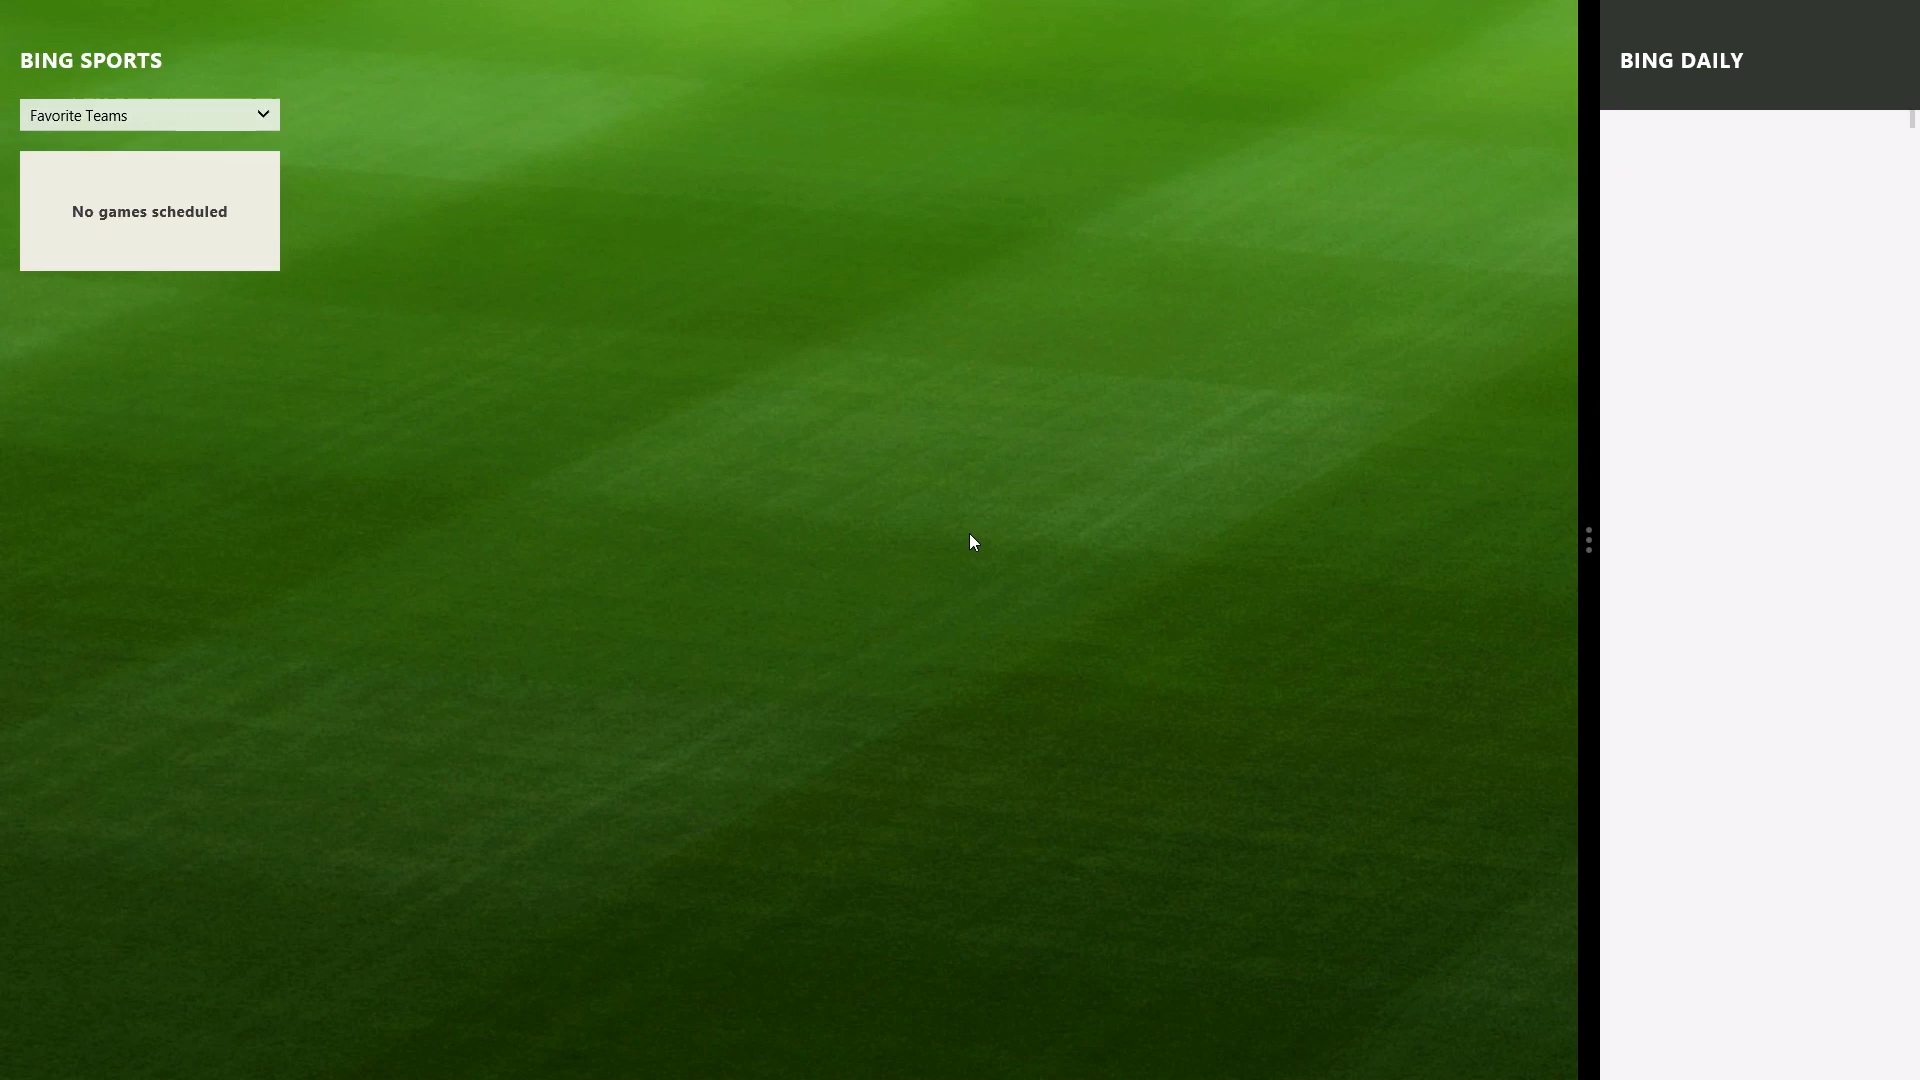 BING SPORTS
Favorite Teams
No games scheduled
BING DAILY